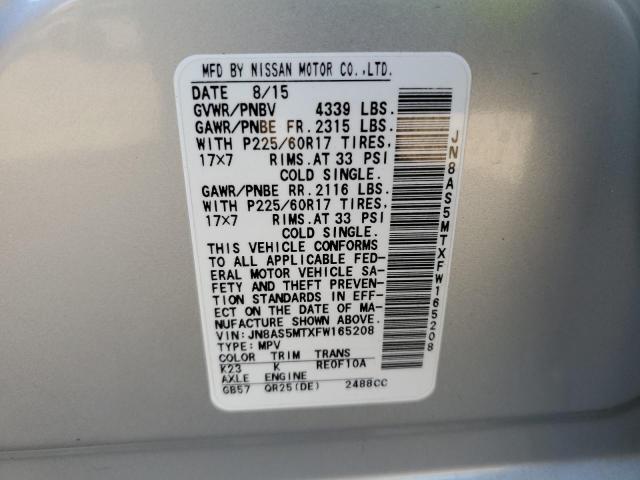 MFD BY NISSAN MOTOR CO.,LTD.
DATE 8/15
GVWR/PNBV 4339 LBS.
GAWR/PNBE FR.2315 LBS.
WITH P225/60R17 TIRES,
17×7 RIMS.AT 33 PSI
COLD SINGLE.
GAWR/PNBE RR.2116 LBS.
WITH P225/60R17 TIRES,
17×7 RIMS.AT 33 PSI
COLD SINGLE.
THIS VEHICLE CONFORMS
TO ALL APPLICABLE FED-
ERAL MOTOR VEHICLE SA-
FETY AND THEFT PREVEN-
TION STANDARDS IN EFF-
ECT ON THE DATE OF MA-
NUFACTURE SHOWN ABOVE.
VIN:JN8AS5MTXFW165208
TYPE:MPV
COLOR TRIM TRANS
K23 K RE0F10A
AXLE ENGINE
GB57 QR25(DE) 2488CC
JN8AS5MTXFW165208